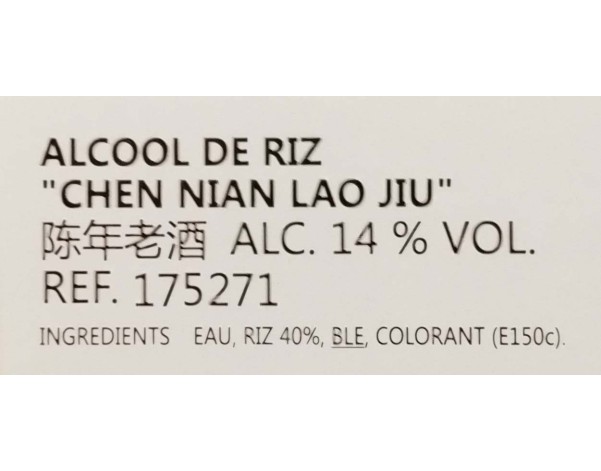 ALCOOL DE RIZ
"CHEN NIAN LAO JIU"
陈年老酒 ALC. 14 % VOL.
REF. 175271
INGREDIENTS EAU, RIZ 40%, BLE, COLORANT (E150c).